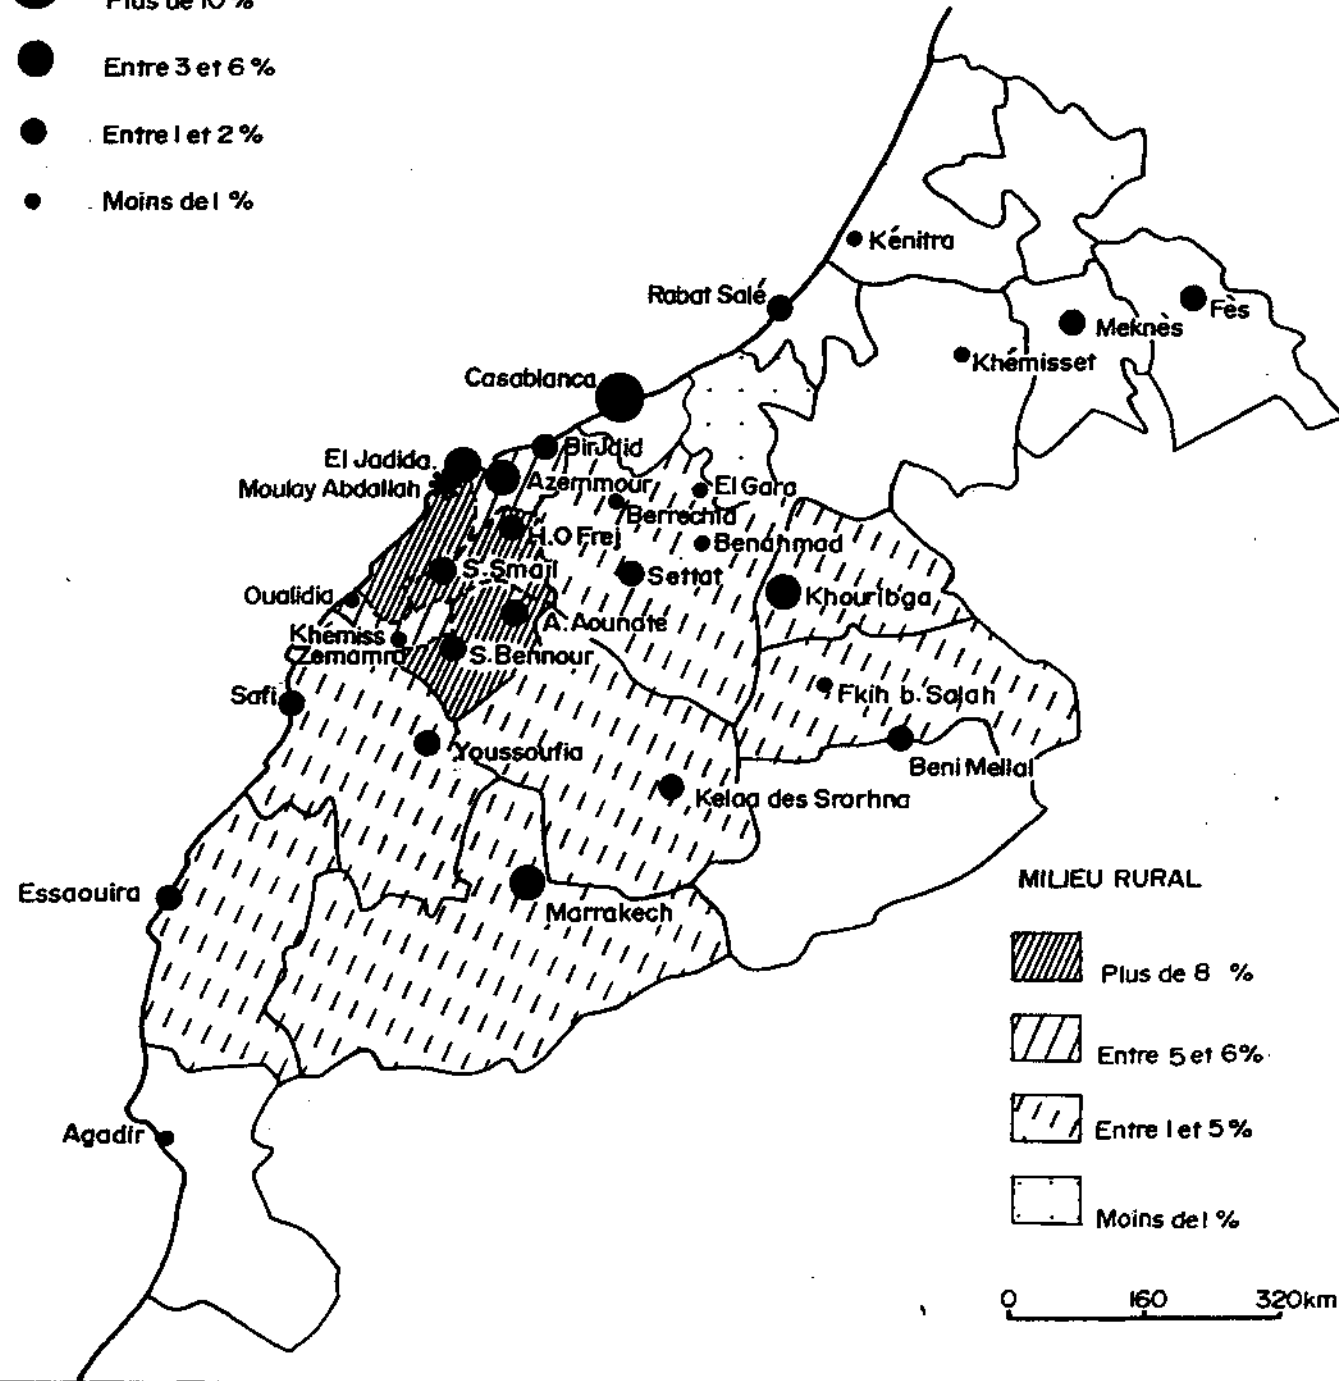 Plus de 10 %
Entre 3 et 6 %
Entre 1 et 2 %
Moins de 1 %
Kénitra
Rabat Salé
Fès
Meknès
Khémisset
Casablanca
Bir Jdid
El Jadida
Moulay Abdallah
Azemmour
El Gara
Berrechid
H.O Frej
Benahmad
S. Smaïl
Settat
Oualidia
Khouribga
A. Aounate
Khemiss
Zemamra
S. Bennour
Safi
Fkih b. Salah
Youssoufia
Beni Mellal
Kelaa des Srarhna
Essaouira
Marrakech
MILIEU RURAL
Plus de 8 %
Entre 5 et 6%
Entre 1 et 5 %
Agadir
Moins de 1 %
0 160 320km